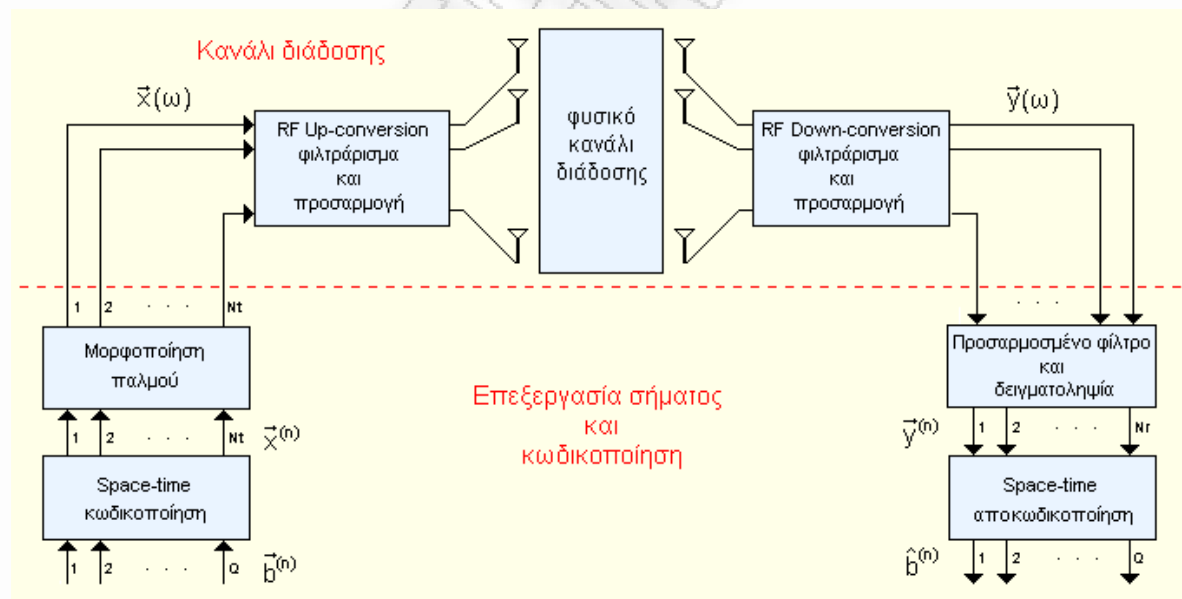 Κανάλι διάδοσης
x⃗(ω)
RF Up-conversion
φιλτράρισμα
και
προσαρμογή
φυσικό
κανάλι
διάδοσης
RF Down-conversion
φιλτράρισμα
και
προσαρμογή
y⃗(ω)
1 2 . . . Nt
. . .
Μορφοποίηση
παλμού
Προσαρμοσμένο φίλτρο
και
δειγματοληψία
Επεξεργασία σήματος
και
κωδικοποίηση
1 2 . . . Nt x⃗(n)
y⃗(n) 1 2 . . . Nr
Space-time
κωδικοποίηση
Space-time
αποκωδικοποίηση
1 2 . . . Q b⃗(n)
b̂(n) 1 2 . . . Q